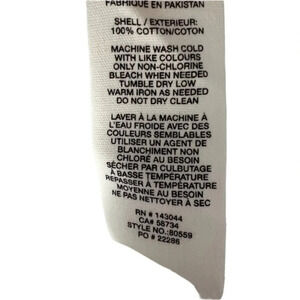 FABRIQUÉ EN PAKISTAN
SHELL / EXTERIEUR:
100% COTTON/COTON
MACHINE WASH COLD
WITH LIKE COLOURS
ONLY NON-CHLORINE
BLEACH WHEN NEEDED
TUMBLE DRY LOW
WARM IRON AS NEEDED
DO NOT DRY CLEAN
LAVER À LA MACHINE À
L'EAU FROIDE AVEC DES
COULEURS SEMBLABLES
UTILISER UN AGENT DE
BLANCHIMENT NON
CHLORÉ AU BESOIN
SÉCHER PAR CULBUTAGE
À BASSE TEMPÉRATURE
REPASSER À TEMPÉRATURE
MOYENNE AU BESOIN
NE PAS NETTOYER À SEC
RN # 143044
CA# 58734
STYLE NO.:80559
PO # 22286